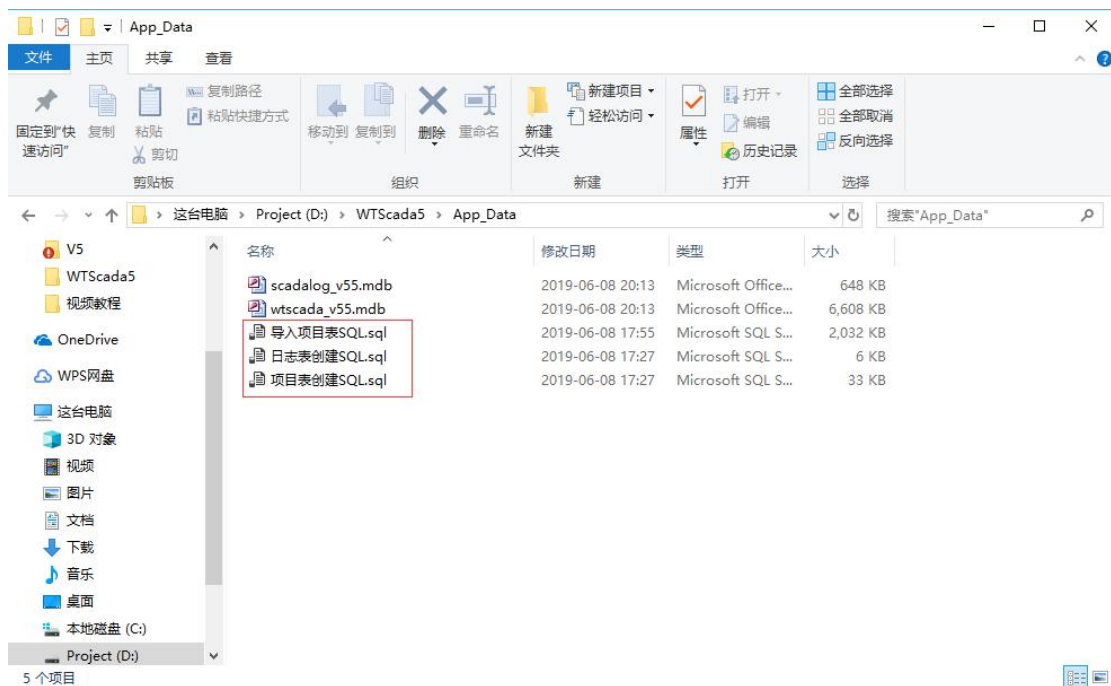 App_Data
文件 主页 共享 查看
固定到"快速访问"
复制
粘贴
复制路径
粘贴快捷方式
剪切
剪贴板
移动到 复制到 删除 重命名
组织
新建文件夹
新建项目
轻松访问
新建
属性
打开
编辑
历史记录
打开
全部选择
全部取消
反向选择
选择
这台电脑 > Project (D:) > WTScada5 > App_Data
搜索"App_Data"
V5
WTScada5
视频教程
OneDrive
WPS网盘
这台电脑
3D 对象
视频
图片
文档
下载
音乐
桌面
本地磁盘 (C:)
Project (D:)
名称 修改日期 类型 大小
scadalog_v55.mdb 2019-06-08 20:13 Microsoft Office... 648 KB
wtscada_v55.mdb 2019-06-08 20:13 Microsoft Office... 6,608 KB
导入项目表SQL.sql 2019-06-08 17:55 Microsoft SQL S... 2,032 KB
日志表创建SQL.sql 2019-06-08 17:27 Microsoft SQL S... 6 KB
项目表创建SQL.sql 2019-06-08 17:27 Microsoft SQL S... 33 KB
5 个项目